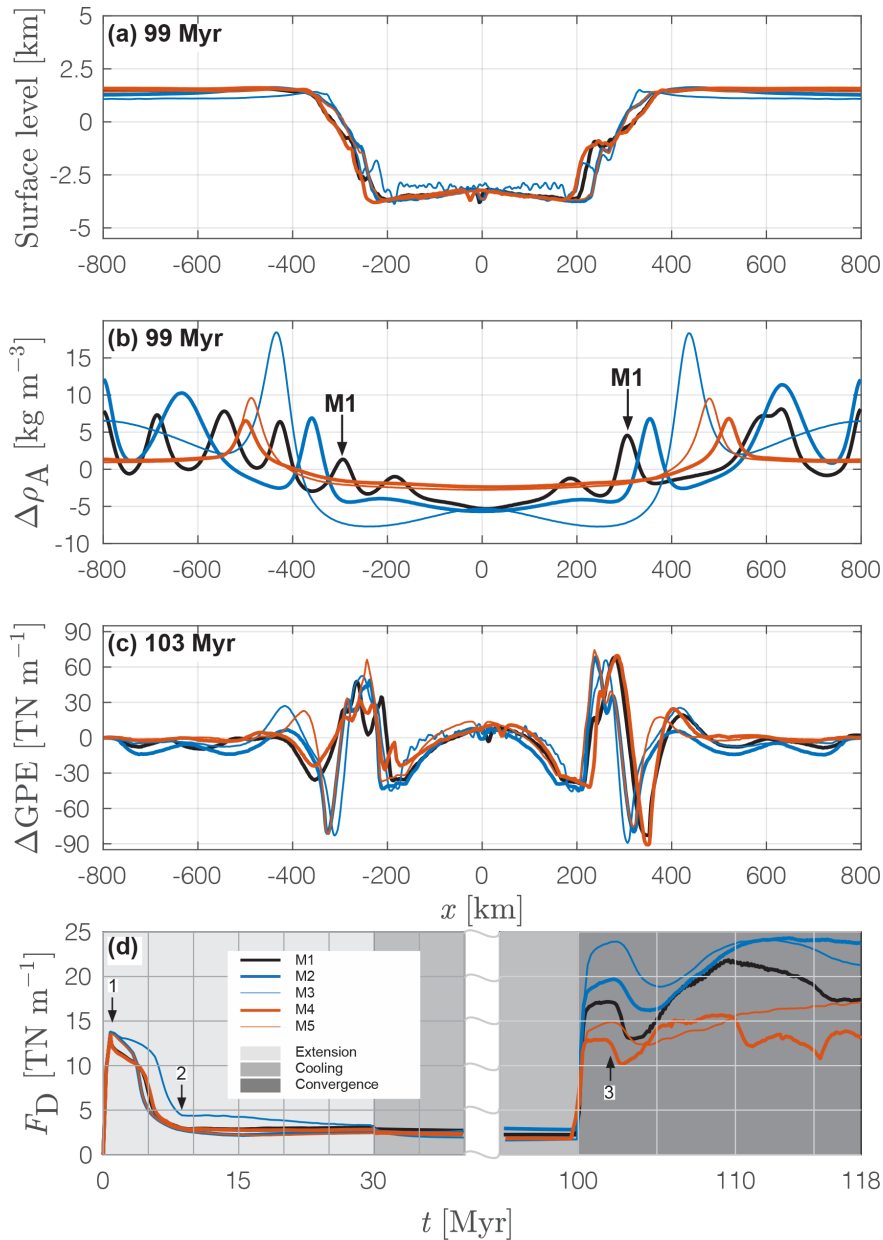 (a) 99 Myr
Surface level [km]
5
2.5
0
-2.5
-5
-800 -600 -400 -200 0 200 400 600 800
(b) 99 Myr
M1
M1
Δρ_A [kg m⁻³]
15
10
5
0
-5
-10
-800 -600 -400 -200 0 200 400 600 800
(c) 103 Myr
ΔGPE [TN m⁻¹]
90
60
30
0
-30
-60
-90
-800 -600 -400 -200 0 200 400 600 800
x [km]
(d)
F_D [TN m⁻¹]
25
20
15
10
5
0
1
2
3
M1
M2
M3
M4
M5
Extension
Cooling
Convergence
0 15 30 100 110 118
t [Myr]